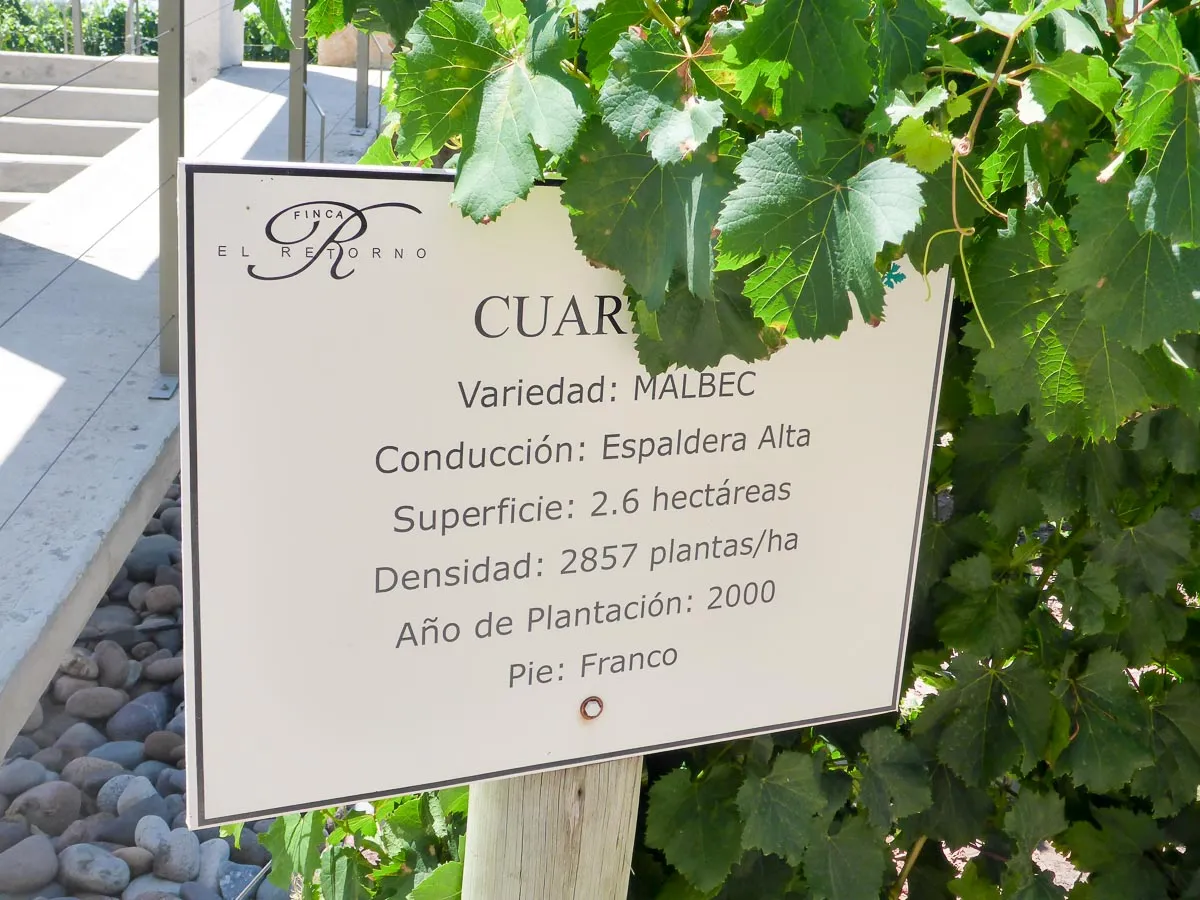 FINCA
EL RETORNO
CUAR
Variedad: MALBEC
Conducción: Espaldera Alta
Superficie: 2.6 hectáreas
Densidad: 2857 plantas/ha
Año de Plantación: 2000
Pie: Franco